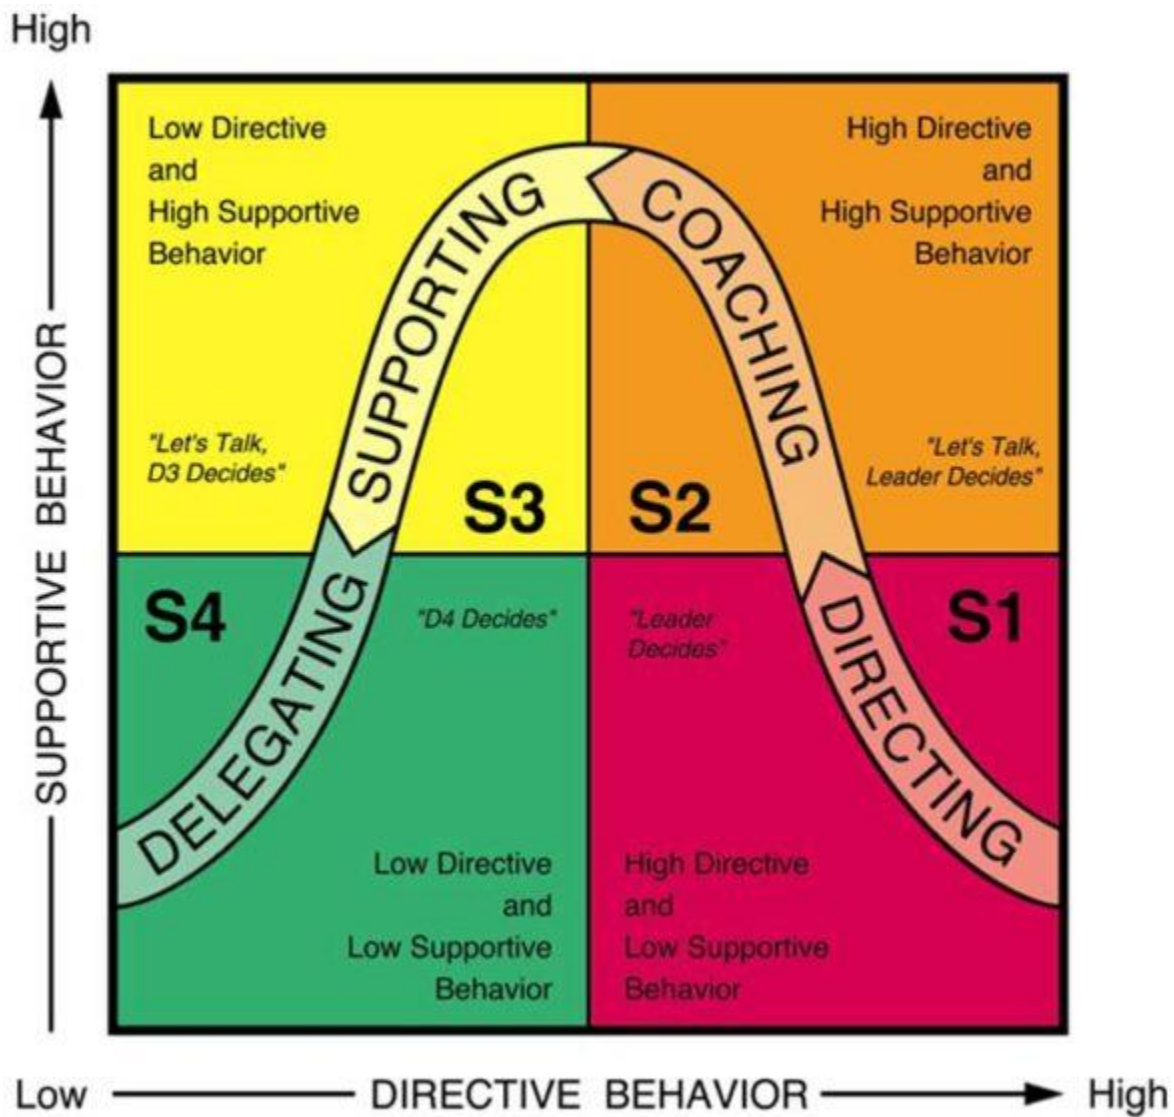 High
SUPPORTIVE BEHAVIOR
Low Directive
and
High Supportive
Behavior
High Directive
and
High Supportive
Behavior
SUPPORTING
COACHING
"Let's Talk,
D3 Decides"
S3
S2
"Let's Talk,
Leader Decides"
S4
DELEGATING
"D4 Decides"
"Leader
Decides"
DIRECTING
S1
Low Directive
and
Low Supportive
Behavior
High Directive
and
Low Supportive
Behavior
Low
DIRECTIVE BEHAVIOR
High